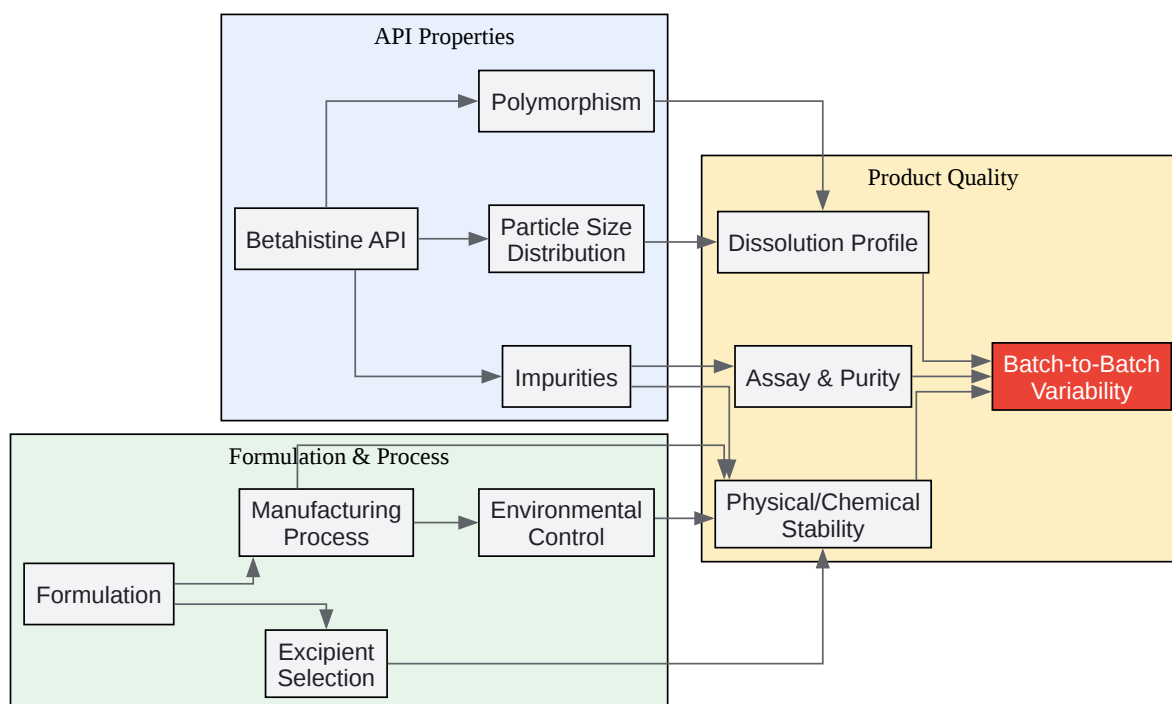 API Properties
Polymorphism
Betahistine API
Particle Size
Distribution
Impurities
Product Quality
Dissolution Profile
Assay & Purity
Batch-to-Batch
Variability
Physical/Chemical
Stability
Formulation & Process
Manufacturing
Process
Environmental
Control
Formulation
Excipient
Selection